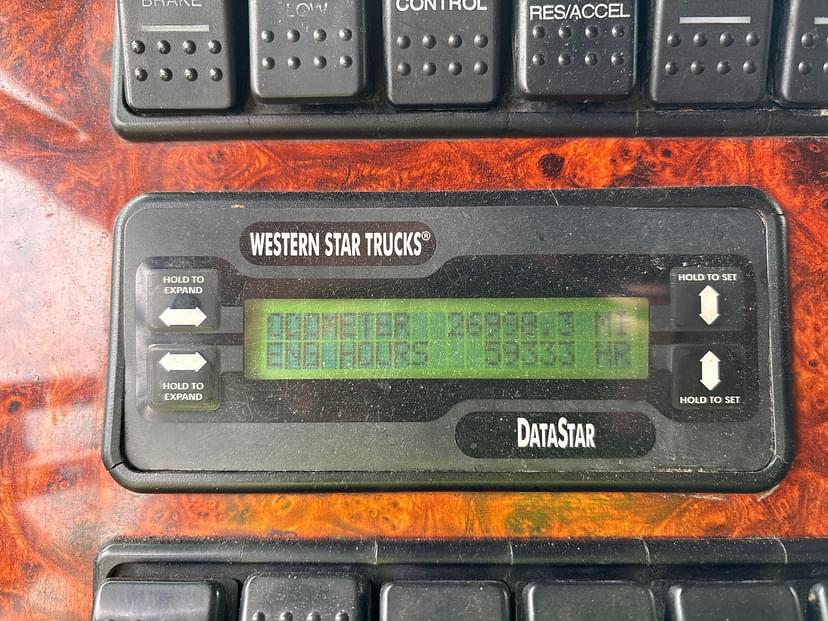 BRAKE
LOW
CONTROL
RES/ACCEL
WESTERN STAR TRUCKS®
HOLD TO
EXPAND
HOLD TO SET
ODOMETER 26998.3 MI
ENG HOURS 59333 HR
HOLD TO
EXPAND
HOLD TO SET
DATASTAR